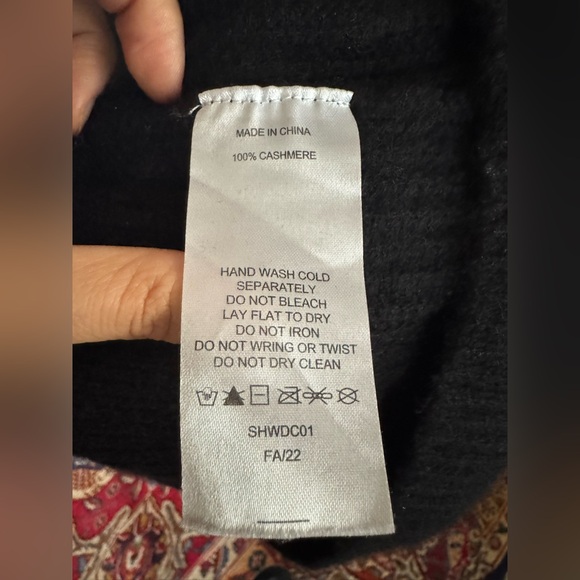 MADE IN CHINA
100% CASHMERE
HAND WASH COLD
SEPARATELY
DO NOT BLEACH
LAY FLAT TO DRY
DO NOT IRON
DO NOT WRING OR TWIST
DO NOT DRY CLEAN
SHWDC01
FA/22